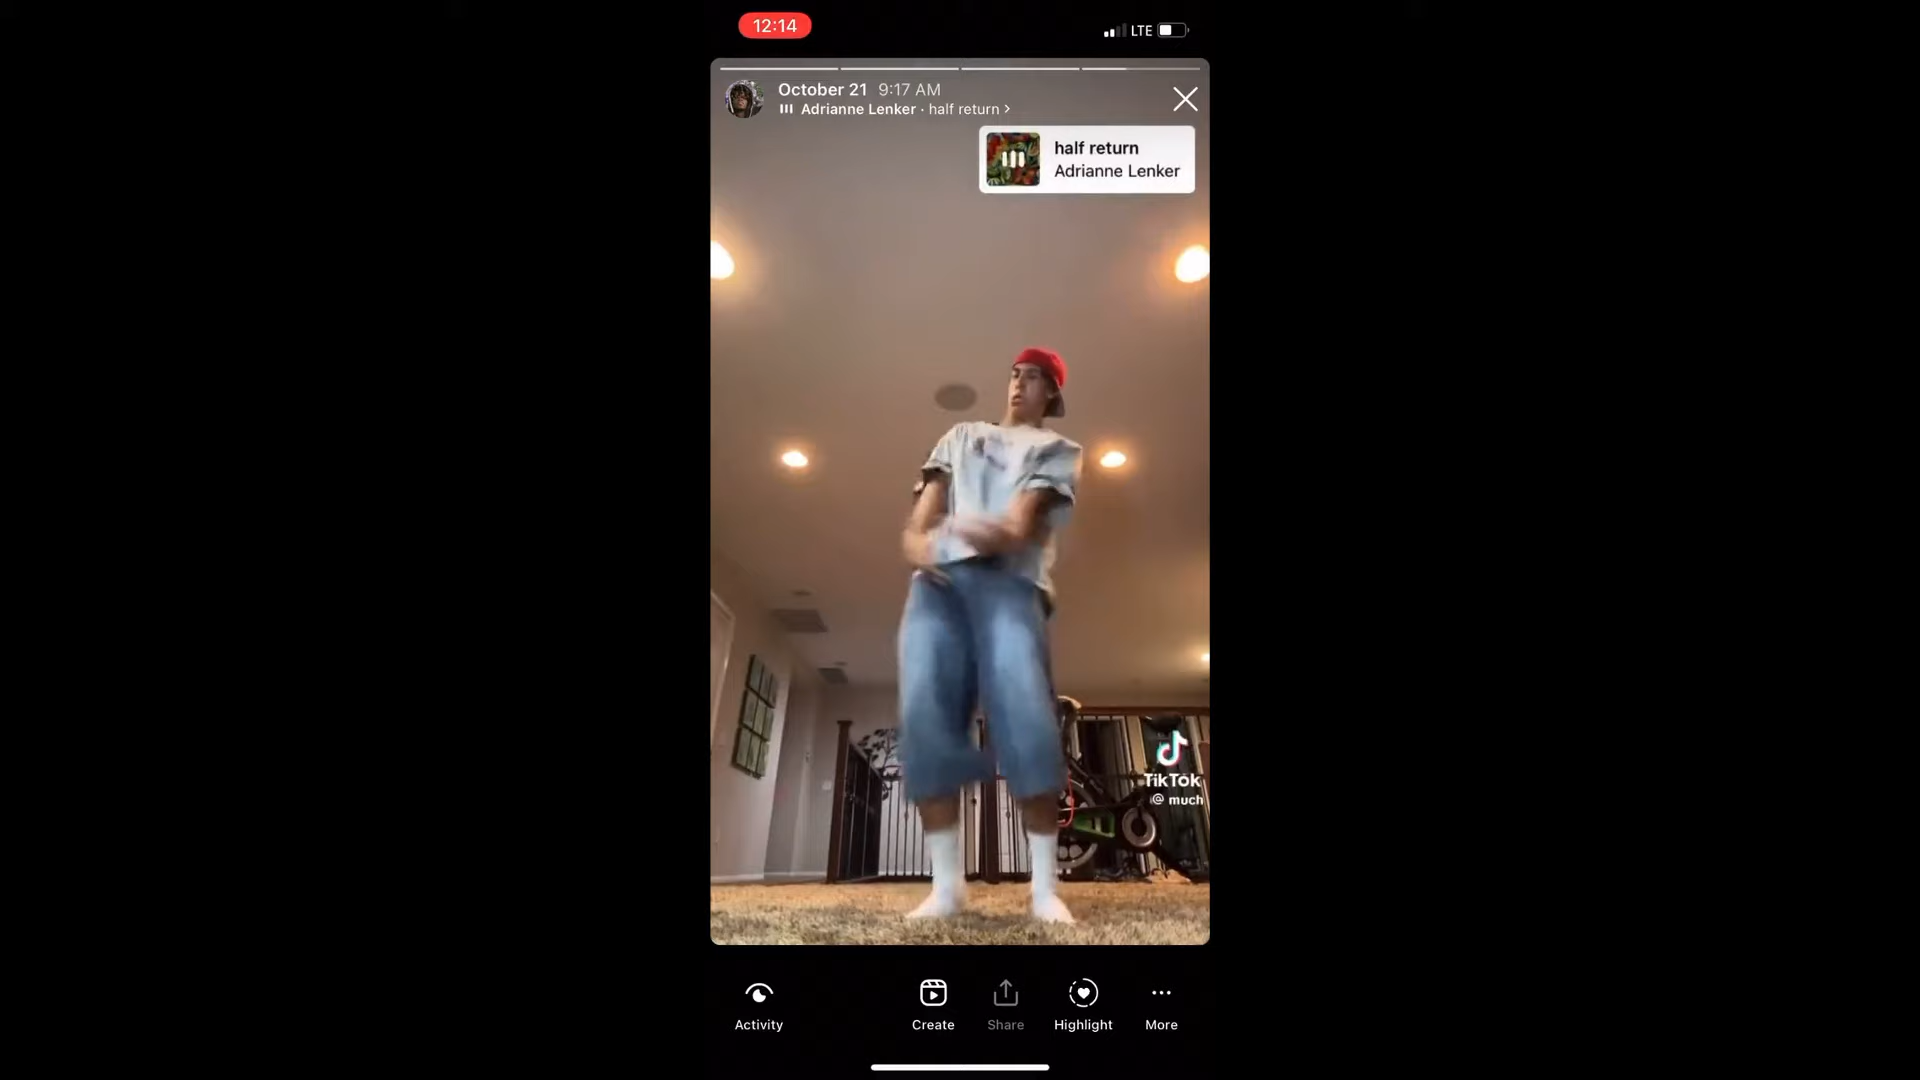 12:14
LTE
October 21 9:17 AM
Adrianne Lenker · half return >
half return
Adrianne Lenker
TikTok
@ much
Activity
Create
Share
Highlight
More